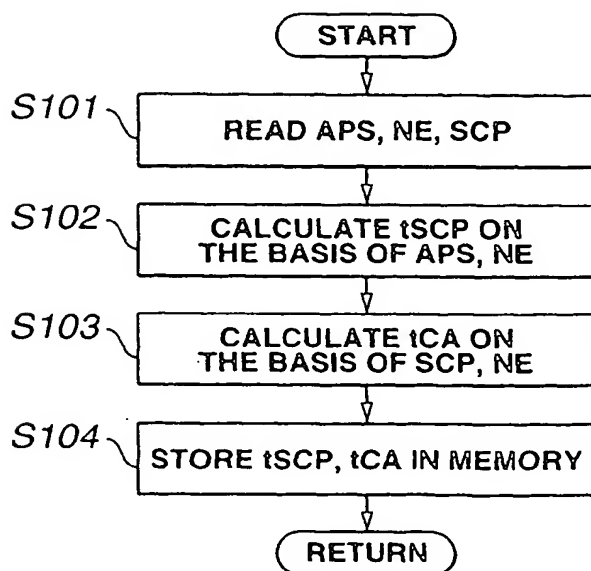 START
S101
READ APS, NE, SCP
S102
CALCULATE tSCP ON
THE BASIS OF APS, NE
S103
CALCULATE tCA ON
THE BASIS OF SCP, NE
S104
STORE tSCP, tCA IN MEMORY
RETURN